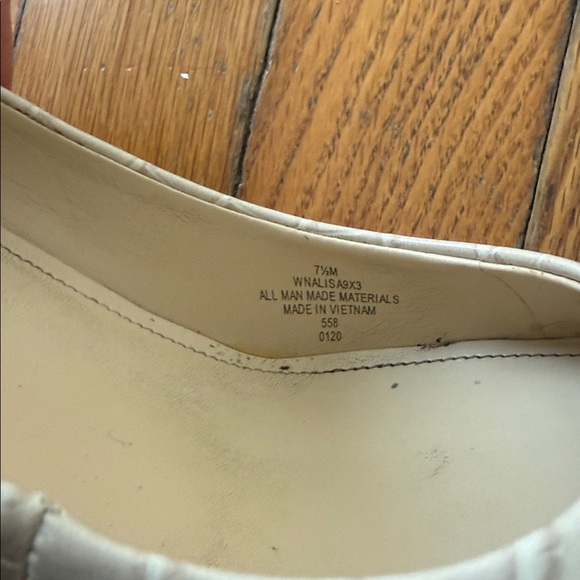 7½M
WNALISA9X3
ALL MAN MADE MATERIALS
MADE IN VIETNAM
558
0120